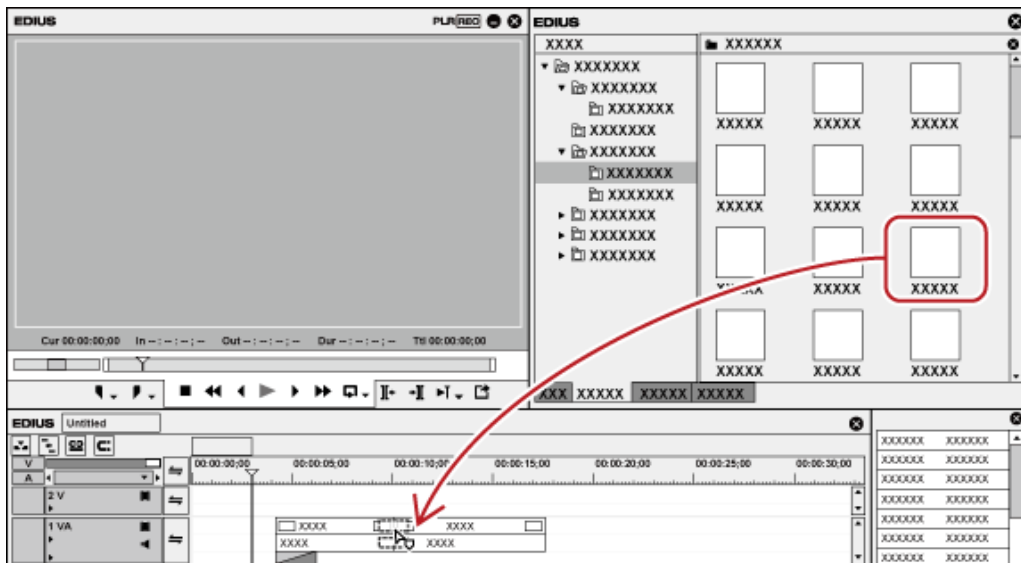 EDIUS
PLR REC
Cur 00:00:00;00 In --:--:--;-- Out --:--:--;-- Dur --:--:--;-- Ttl 00:00:00;00
EDIUS
XXXX
XXXXXXX
XXXXXXX
XXXXXXX
XXXXXXX
XXXXXXX
XXXXXXX
XXXXXXX
XXXXXXX
XXXXXXX
XXXXXXX
XXXXXX
XXXXX XXXXX XXXXX
XXXXX XXXXX XXXXX
XXXXX XXXXX XXXXX
XXXXX XXXXX XXXXX
XXX XXXXX XXXXX XXXXX
EDIUS Untitled
V
A
00:00:00;00 00:00:05;00 00:00:10;00 00:00:15;00 00:00:20;00 00:00:25;00 00:00:30;00
2 V
1 VA
XXXX XXXX
XXXX XXXX
XXXXXX XXXXXX
XXXXXX XXXXXX
XXXXXX XXXXXX
XXXXXX XXXXXX
XXXXXX XXXXXX
XXXXXX XXXXXX
XXXXXX XXXXXX